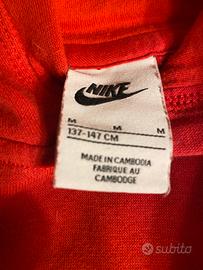 NIKE
M M M
137-147 CM
MADE IN CAMBODIA
FABRIQUE AU
CAMBODGE
subito